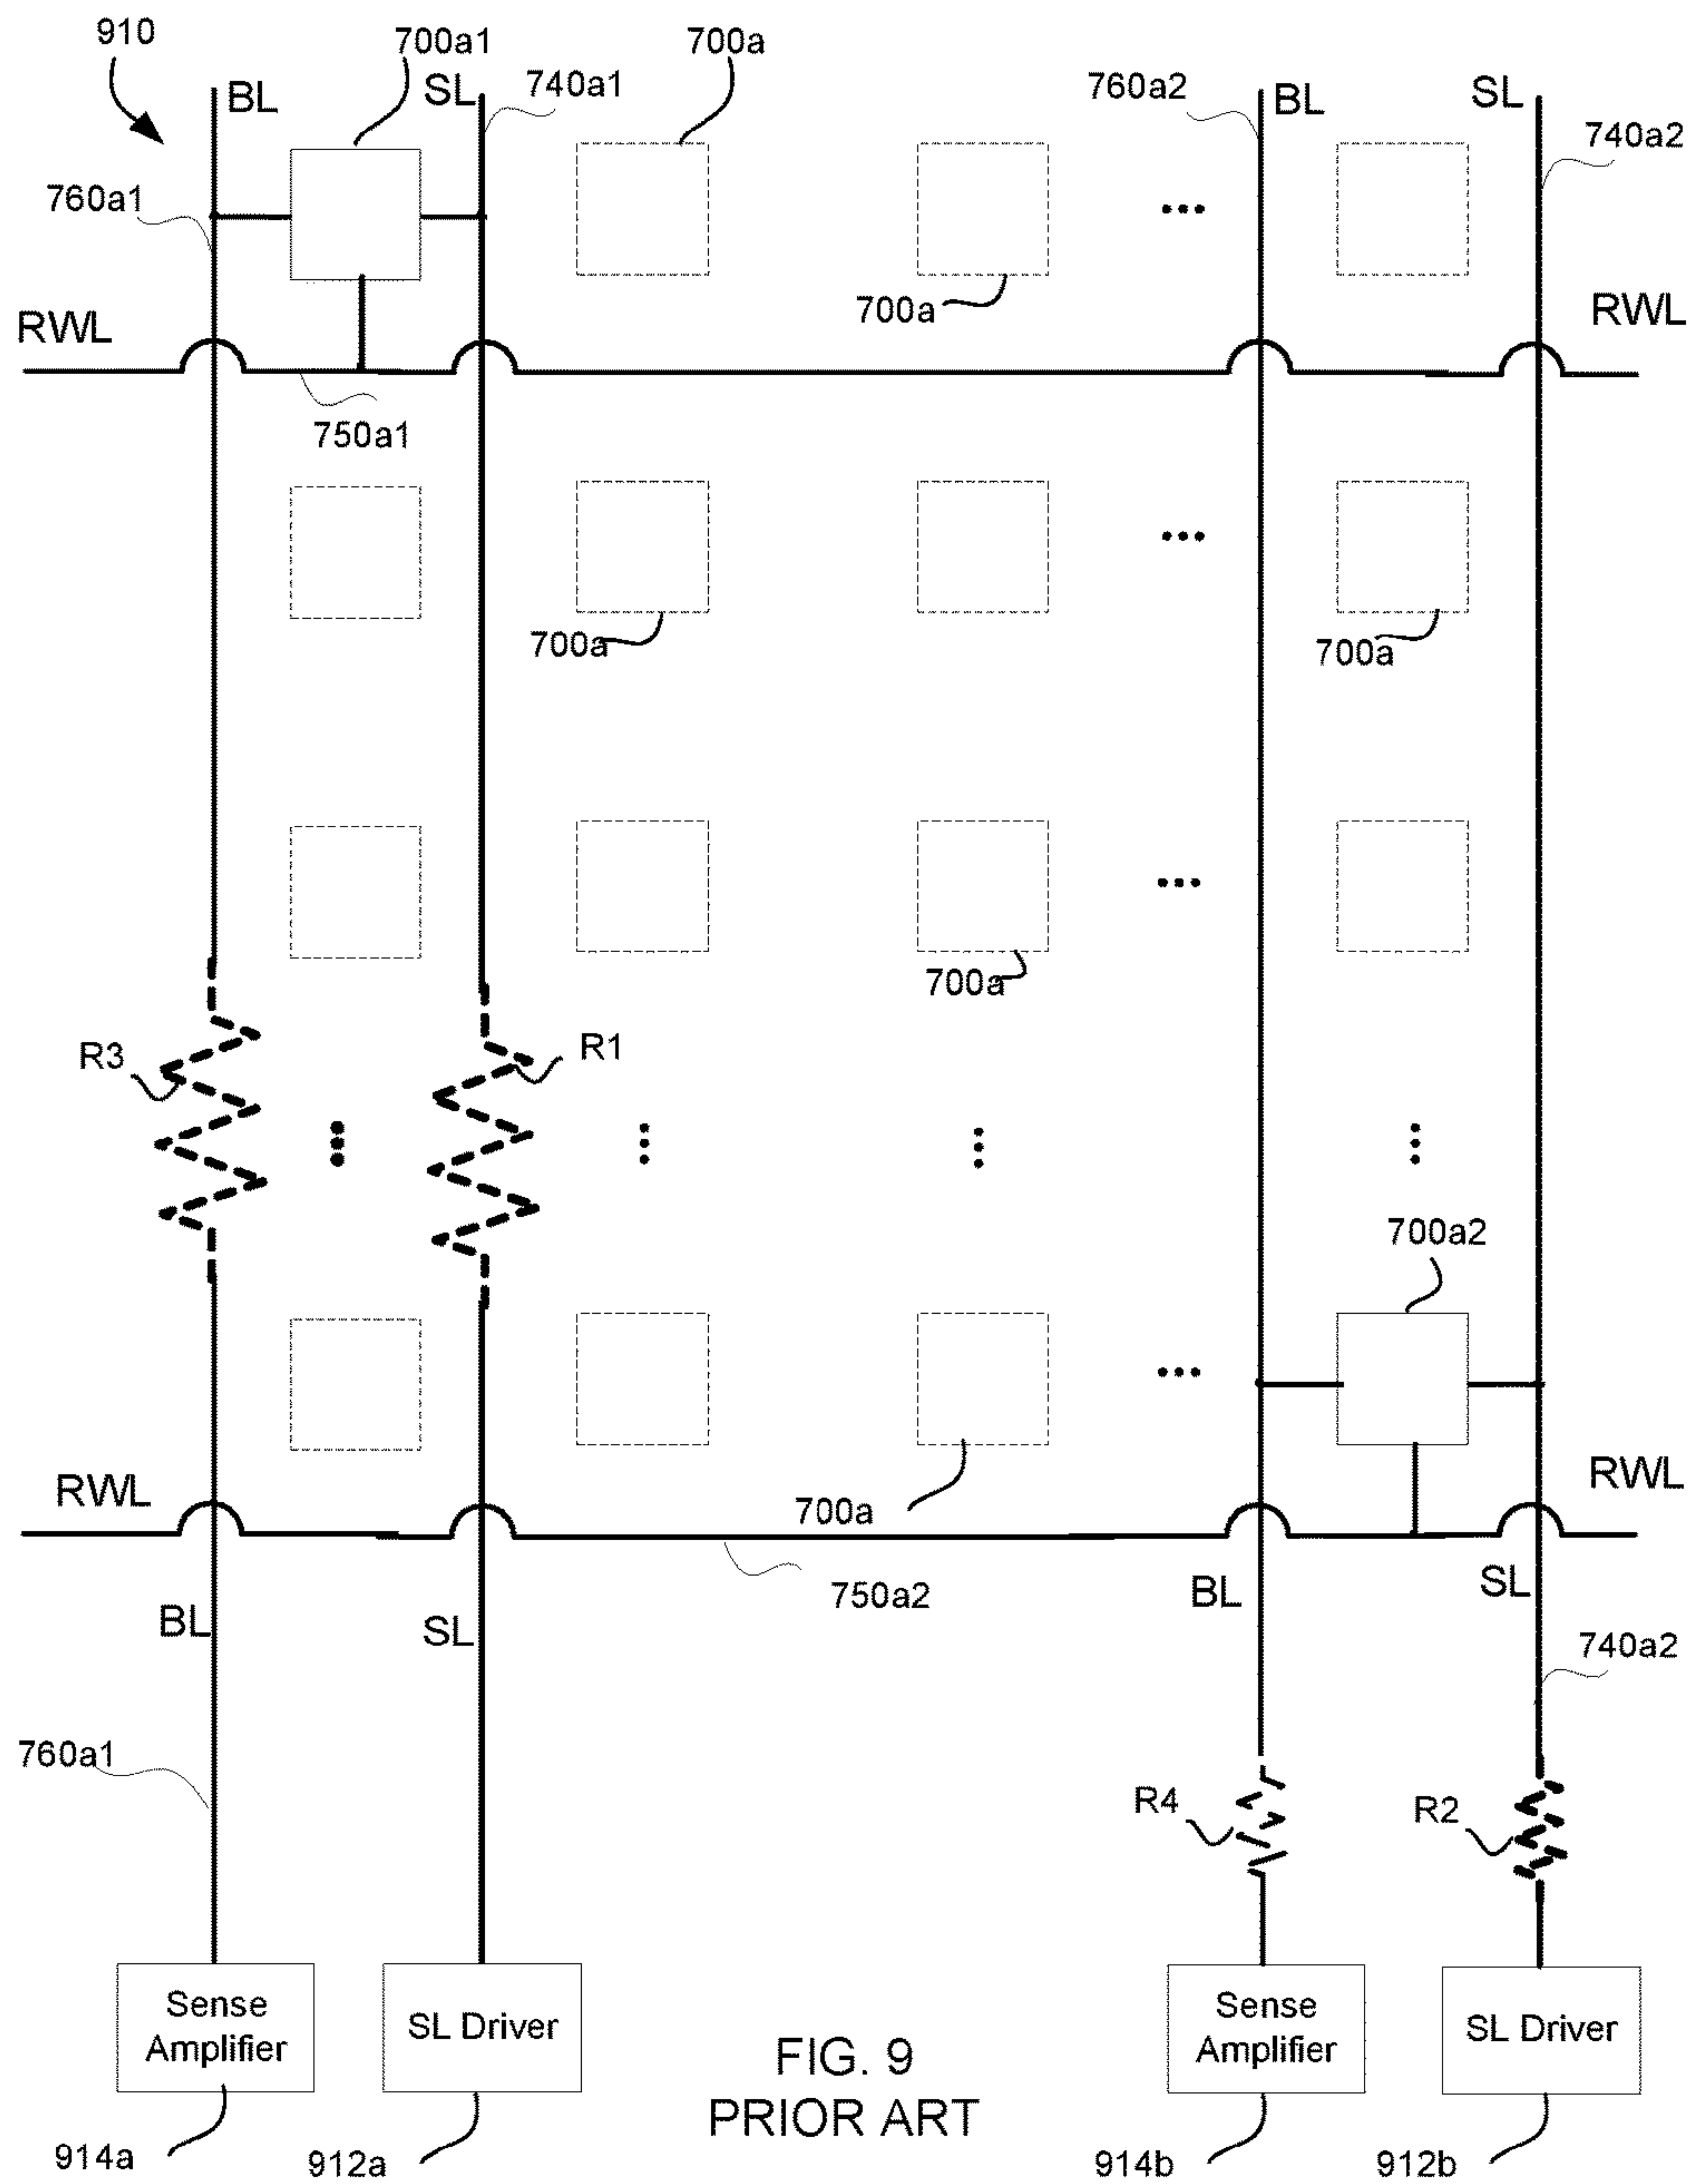 910
700a1
700a
BL
SL
740a1
760a2
BL
SL
740a2
760a1
700a
RWL
RWL
750a1
700a
700a
700a
R3
R1
700a2
RWL
RWL
700a
750a2
BL
SL
BL
SL
740a2
760a1
R4
R2
Sense
Amplifier
SL Driver
Sense
Amplifier
SL Driver
FIG. 9
PRIOR ART
914a
912a
914b
912b